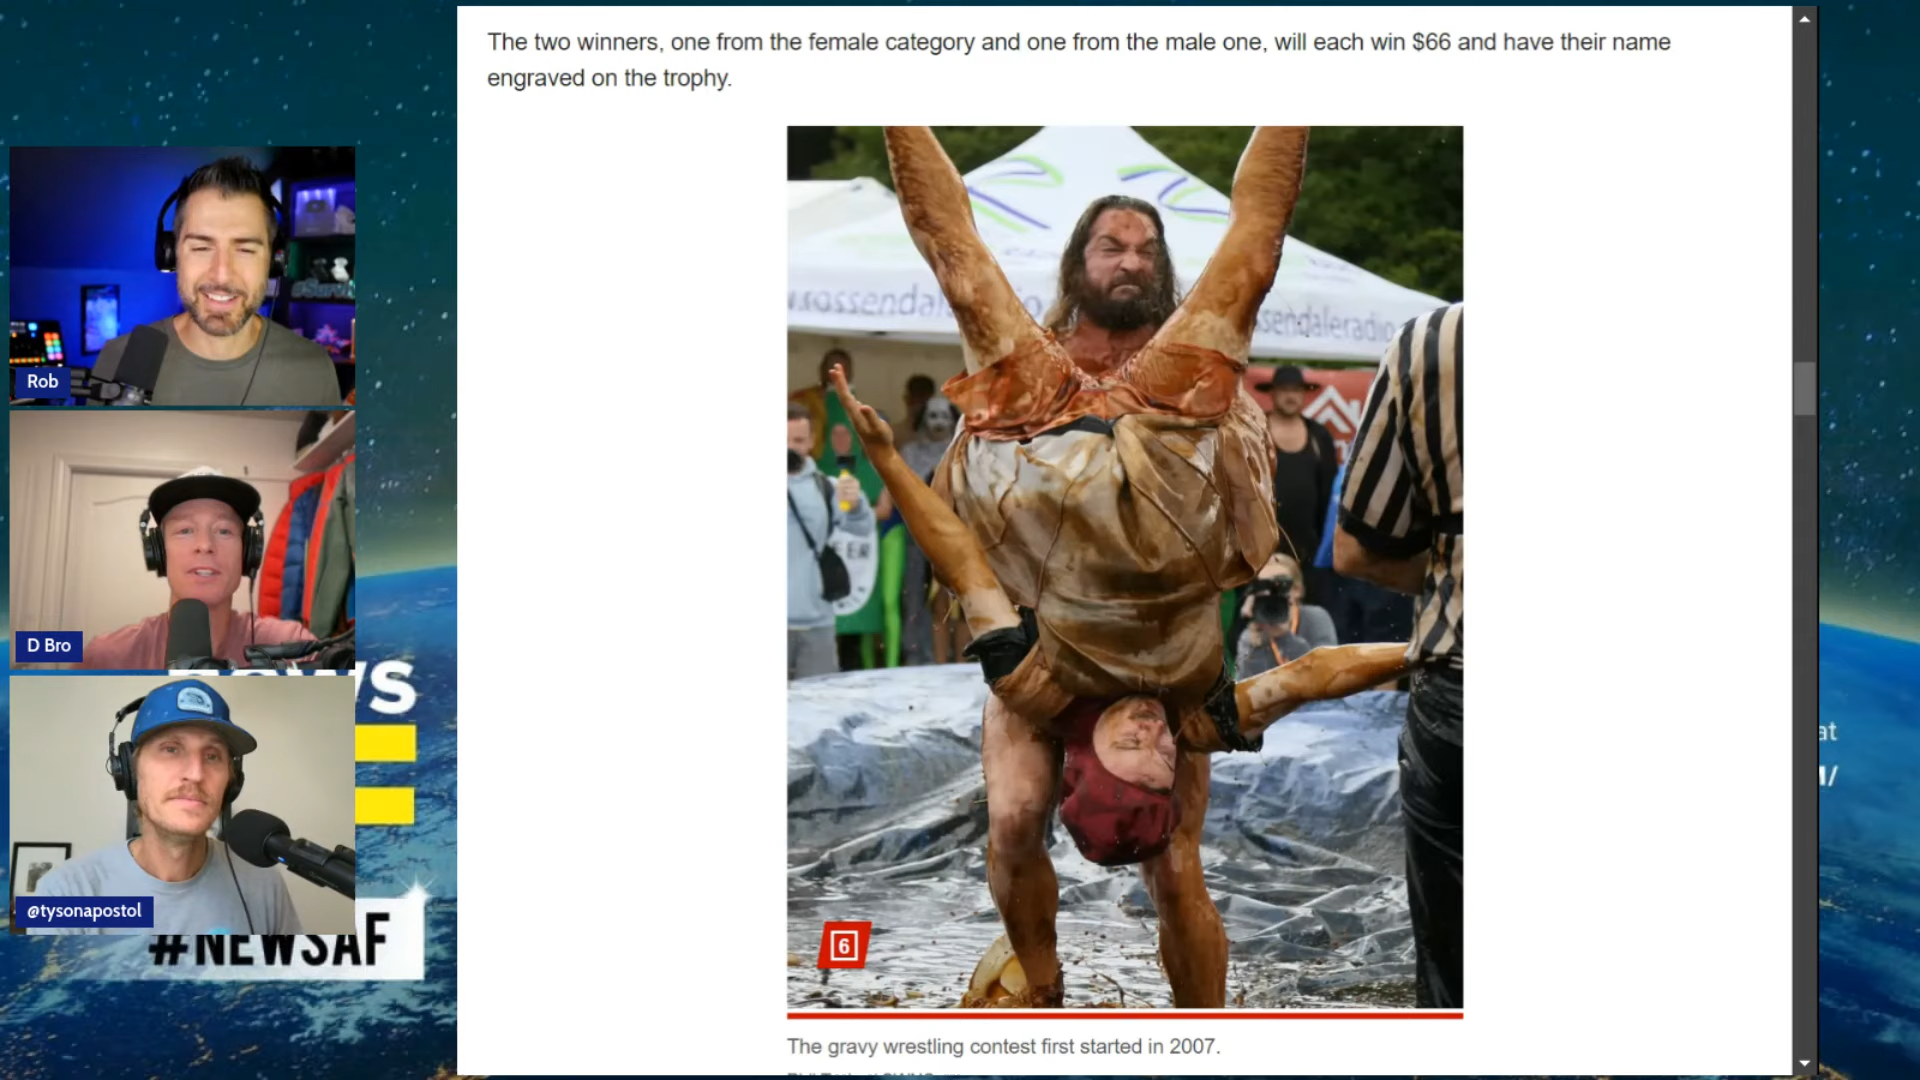 The two winners, one from the female category and one from the male one, will each win $66 and have their name
engraved on the trophy.
Rob
D Bro
@tysonapostol
#NEWSAF
6
The gravy wrestling contest first started in 2007.